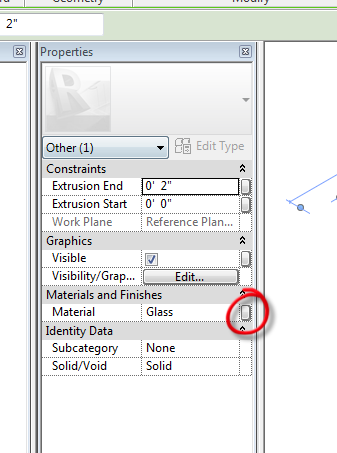 Modify
2"
Properties
Other (1)
Edit Type
Constraints
Extrusion End 0' 2"
Extrusion Start 0' 0"
Work Plane Reference Plan...
Graphics
Visible
Visibility/Grap... Edit...
Materials and Finishes
Material Glass
Identity Data
Subcategory None
Solid/Void Solid